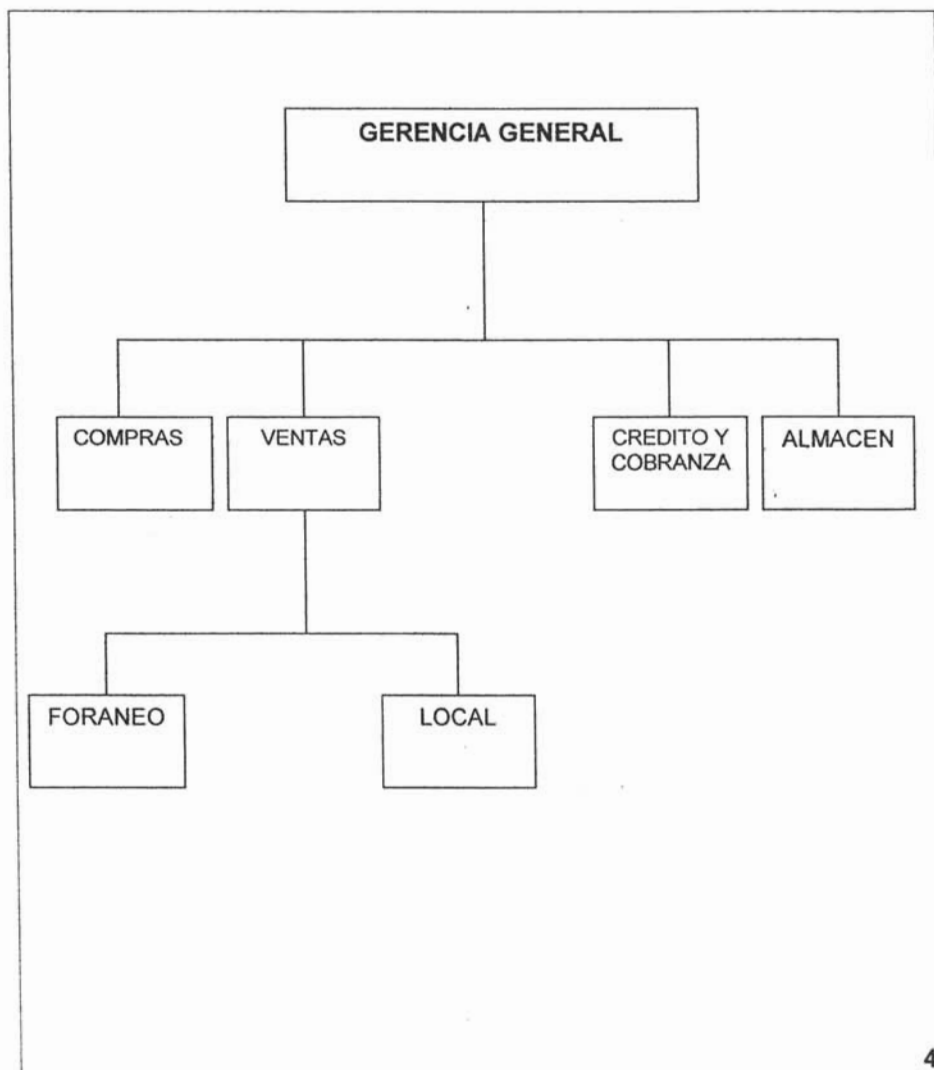 GERENCIA GENERAL
COMPRAS
VENTAS
CREDITO Y
COBRANZA
ALMACEN
FORANEO
LOCAL
4